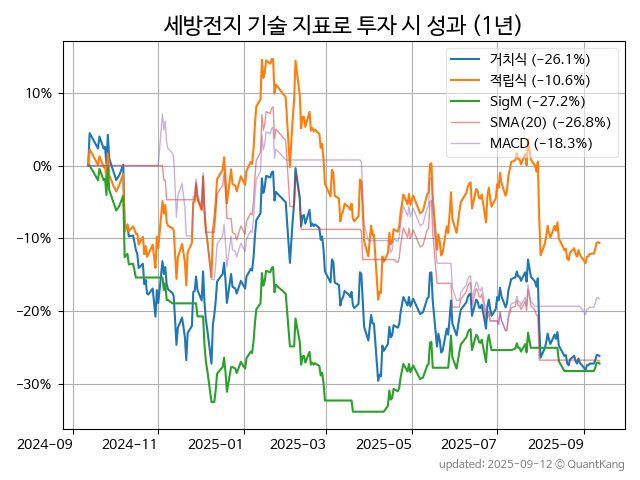 세방전지 기술 지표로 투자 시 성과 (1년)
거치식 (−26.1%)
적립식 (−10.6%)
SigM (−27.2%)
SMA(20) (−26.8%)
MACD (−18.3%)
10%
0%
−10%
−20%
−30%
2024-09 2024-11 2025-01 2025-03 2025-05 2025-07 2025-09
updated: 2025-09-12 © QuantKang